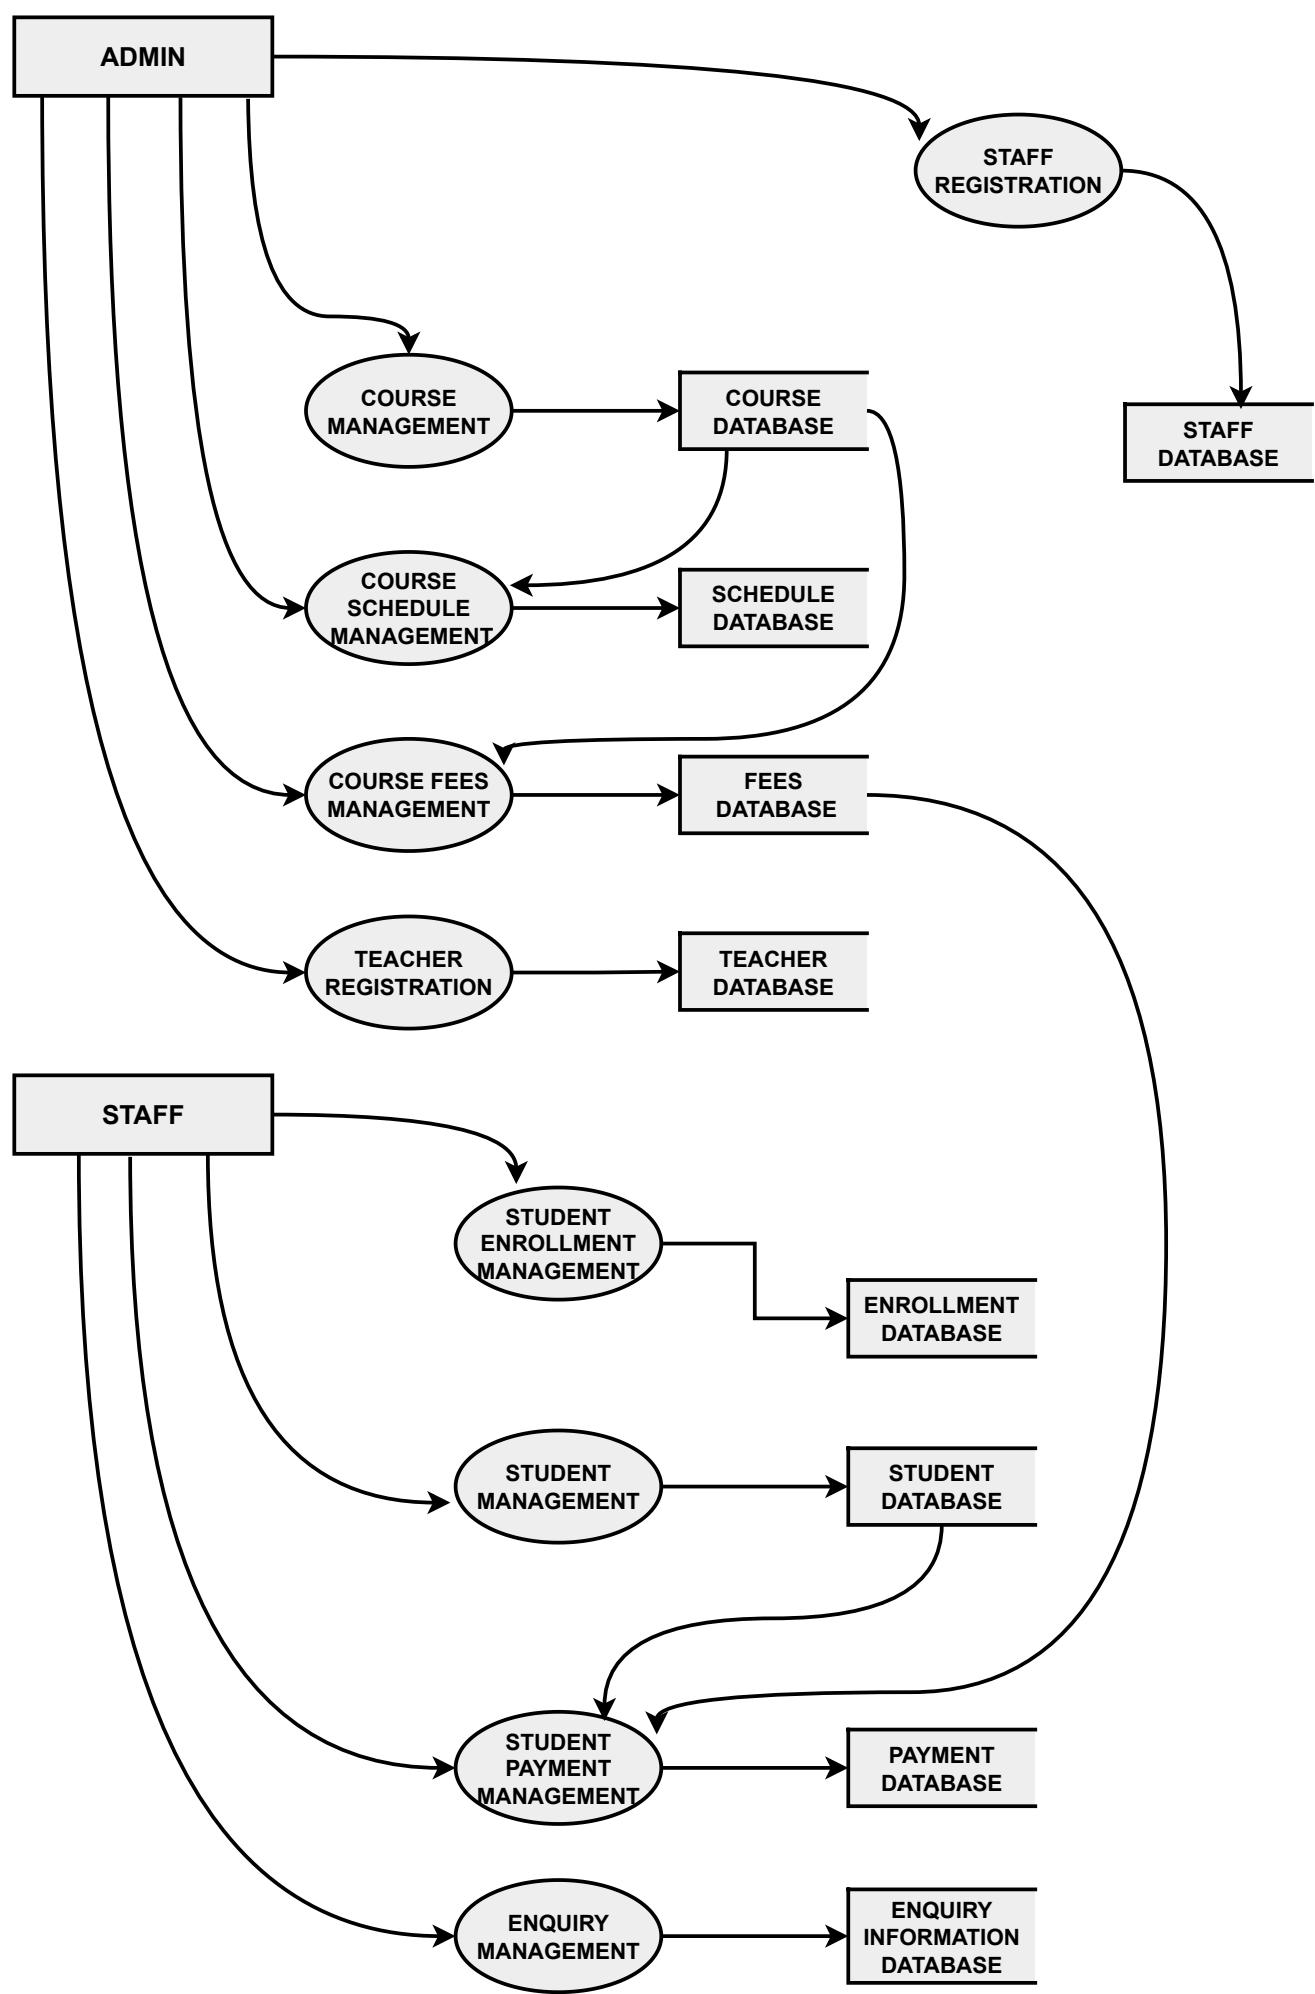 ADMIN
STAFF
REGISTRATION
COURSE
MANAGEMENT
COURSE
DATABASE
STAFF
DATABASE
COURSE
SCHEDULE
MANAGEMENT
SCHEDULE
DATABASE
COURSE FEES
MANAGEMENT
FEES
DATABASE
TEACHER
REGISTRATION
TEACHER
DATABASE
STAFF
STUDENT
ENROLLMENT
MANAGEMENT
ENROLLMENT
DATABASE
STUDENT
MANAGEMENT
STUDENT
DATABASE
STUDENT
PAYMENT
MANAGEMENT
PAYMENT
DATABASE
ENQUIRY
MANAGEMENT
ENQUIRY
INFORMATION
DATABASE